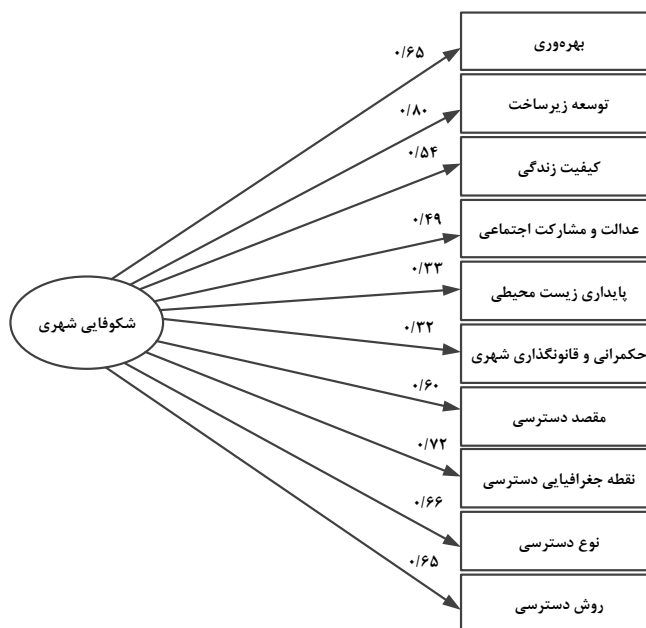 بهره‌وری
۰/۶۵
توسعه زیرساخت
۰/۸۰
کیفیت زندگی
۰/۵۴
عدالت و مشارکت اجتماعی
۰/۴۹
پایداری زیست محیطی
۰/۳۳
شکوفایی شهری
حکمرانی و قانونگذاری شهری
۰/۳۲
مقصد دسترسی
۰/۶۰
نقطه جغرافیایی دسترسی
۰/۷۲
نوع دسترسی
۰/۶۶
روش دسترسی
۰/۶۵